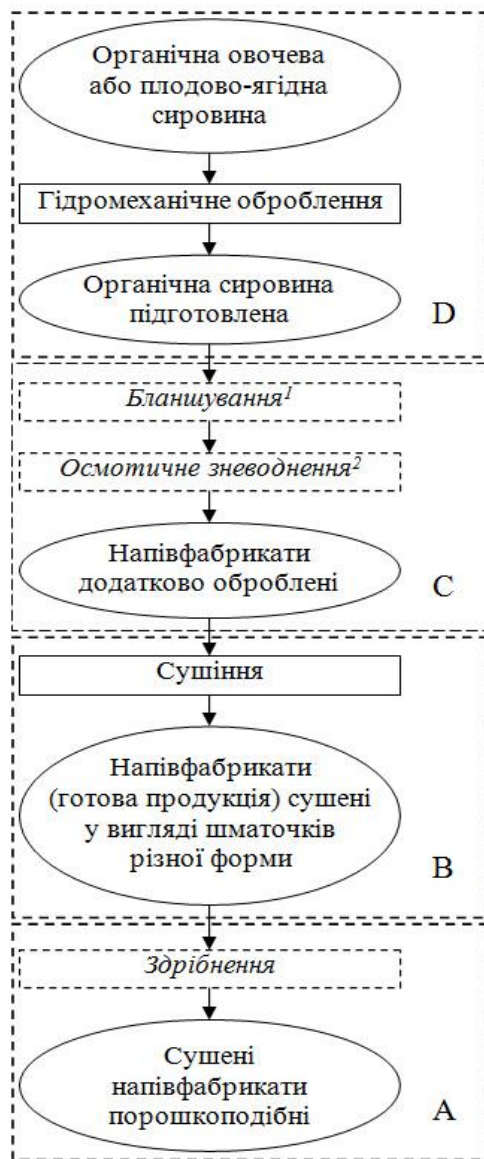 Органічна овочева
або плодово-ягідна
сировина
Гідромеханічне оброблення
Органічна сировина
підготовлена
D
Бланшування¹
Осмотичне зневоднення²
Напівфабрикати
додатково оброблені
C
Сушіння
Напівфабрикати
(готова продукція) сушені
у вигляді шматочків
різної форми
B
Здрібнення
Сушені
напівфабрикати
порошкоподібні
A